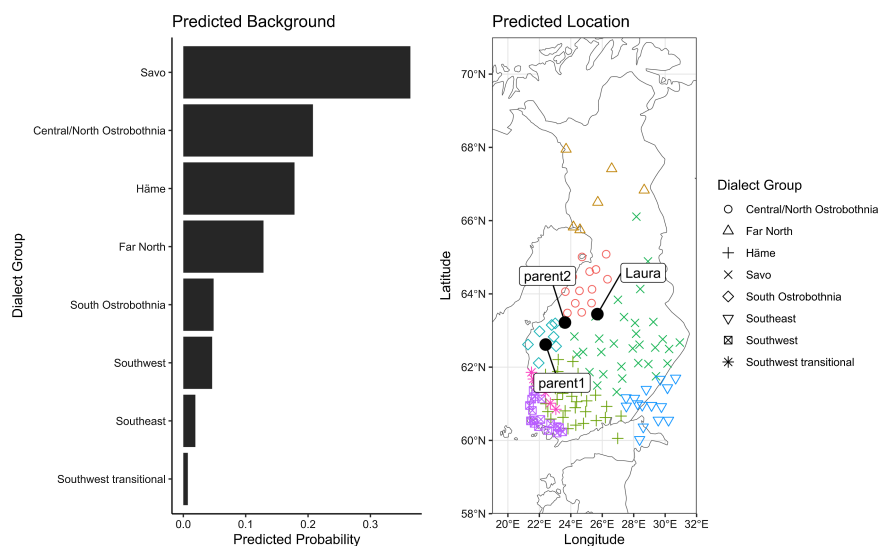 Predicted Background
Dialect Group
Savo
Central/North Ostrobothnia
Häme
Far North
South Ostrobothnia
Southwest
Southeast
Southwest transitional
0.0 0.1 0.2 0.3
Predicted Probability
Predicted Location
Latitude
70°N
68°N
66°N
64°N
62°N
60°N
58°N
parent2
Laura
parent1
20°E 22°E 24°E 26°E 28°E 30°E 32°E
Longitude
Dialect Group
Central/North Ostrobothnia
Far North
Häme
Savo
South Ostrobothnia
Southeast
Southwest
Southwest transitional